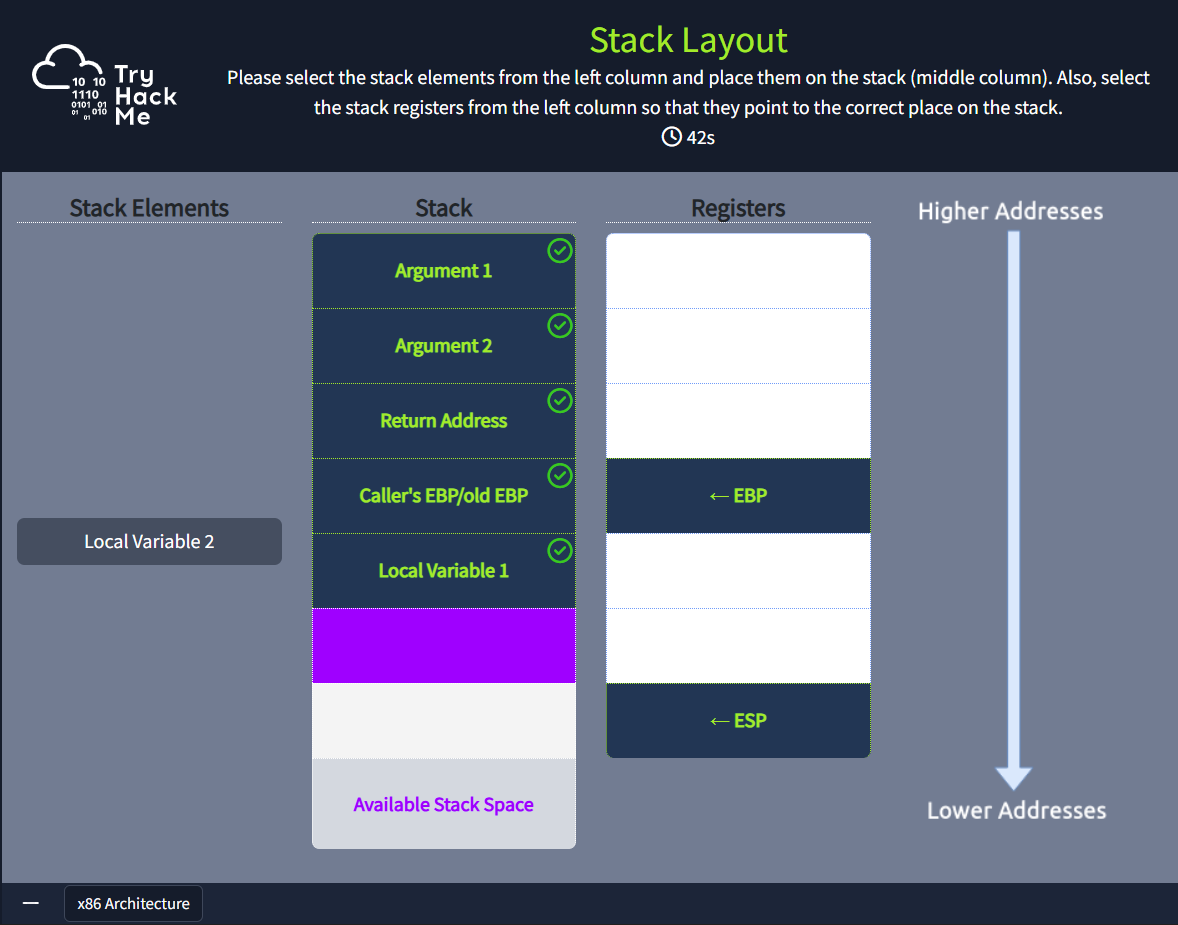 10 10
1110
0101 01
01 010
01
Try
Hack
Me
Stack Layout
Please select the stack elements from the left column and place them on the stack (middle column). Also, select
the stack registers from the left column so that they point to the correct place on the stack.
42s
Stack Elements
Local Variable 2
Stack
Argument 1
Argument 2
Return Address
Caller's EBP/old EBP
Local Variable 1
Available Stack Space
Registers
← EBP
← ESP
Higher Addresses
Lower Addresses
x86 Architecture